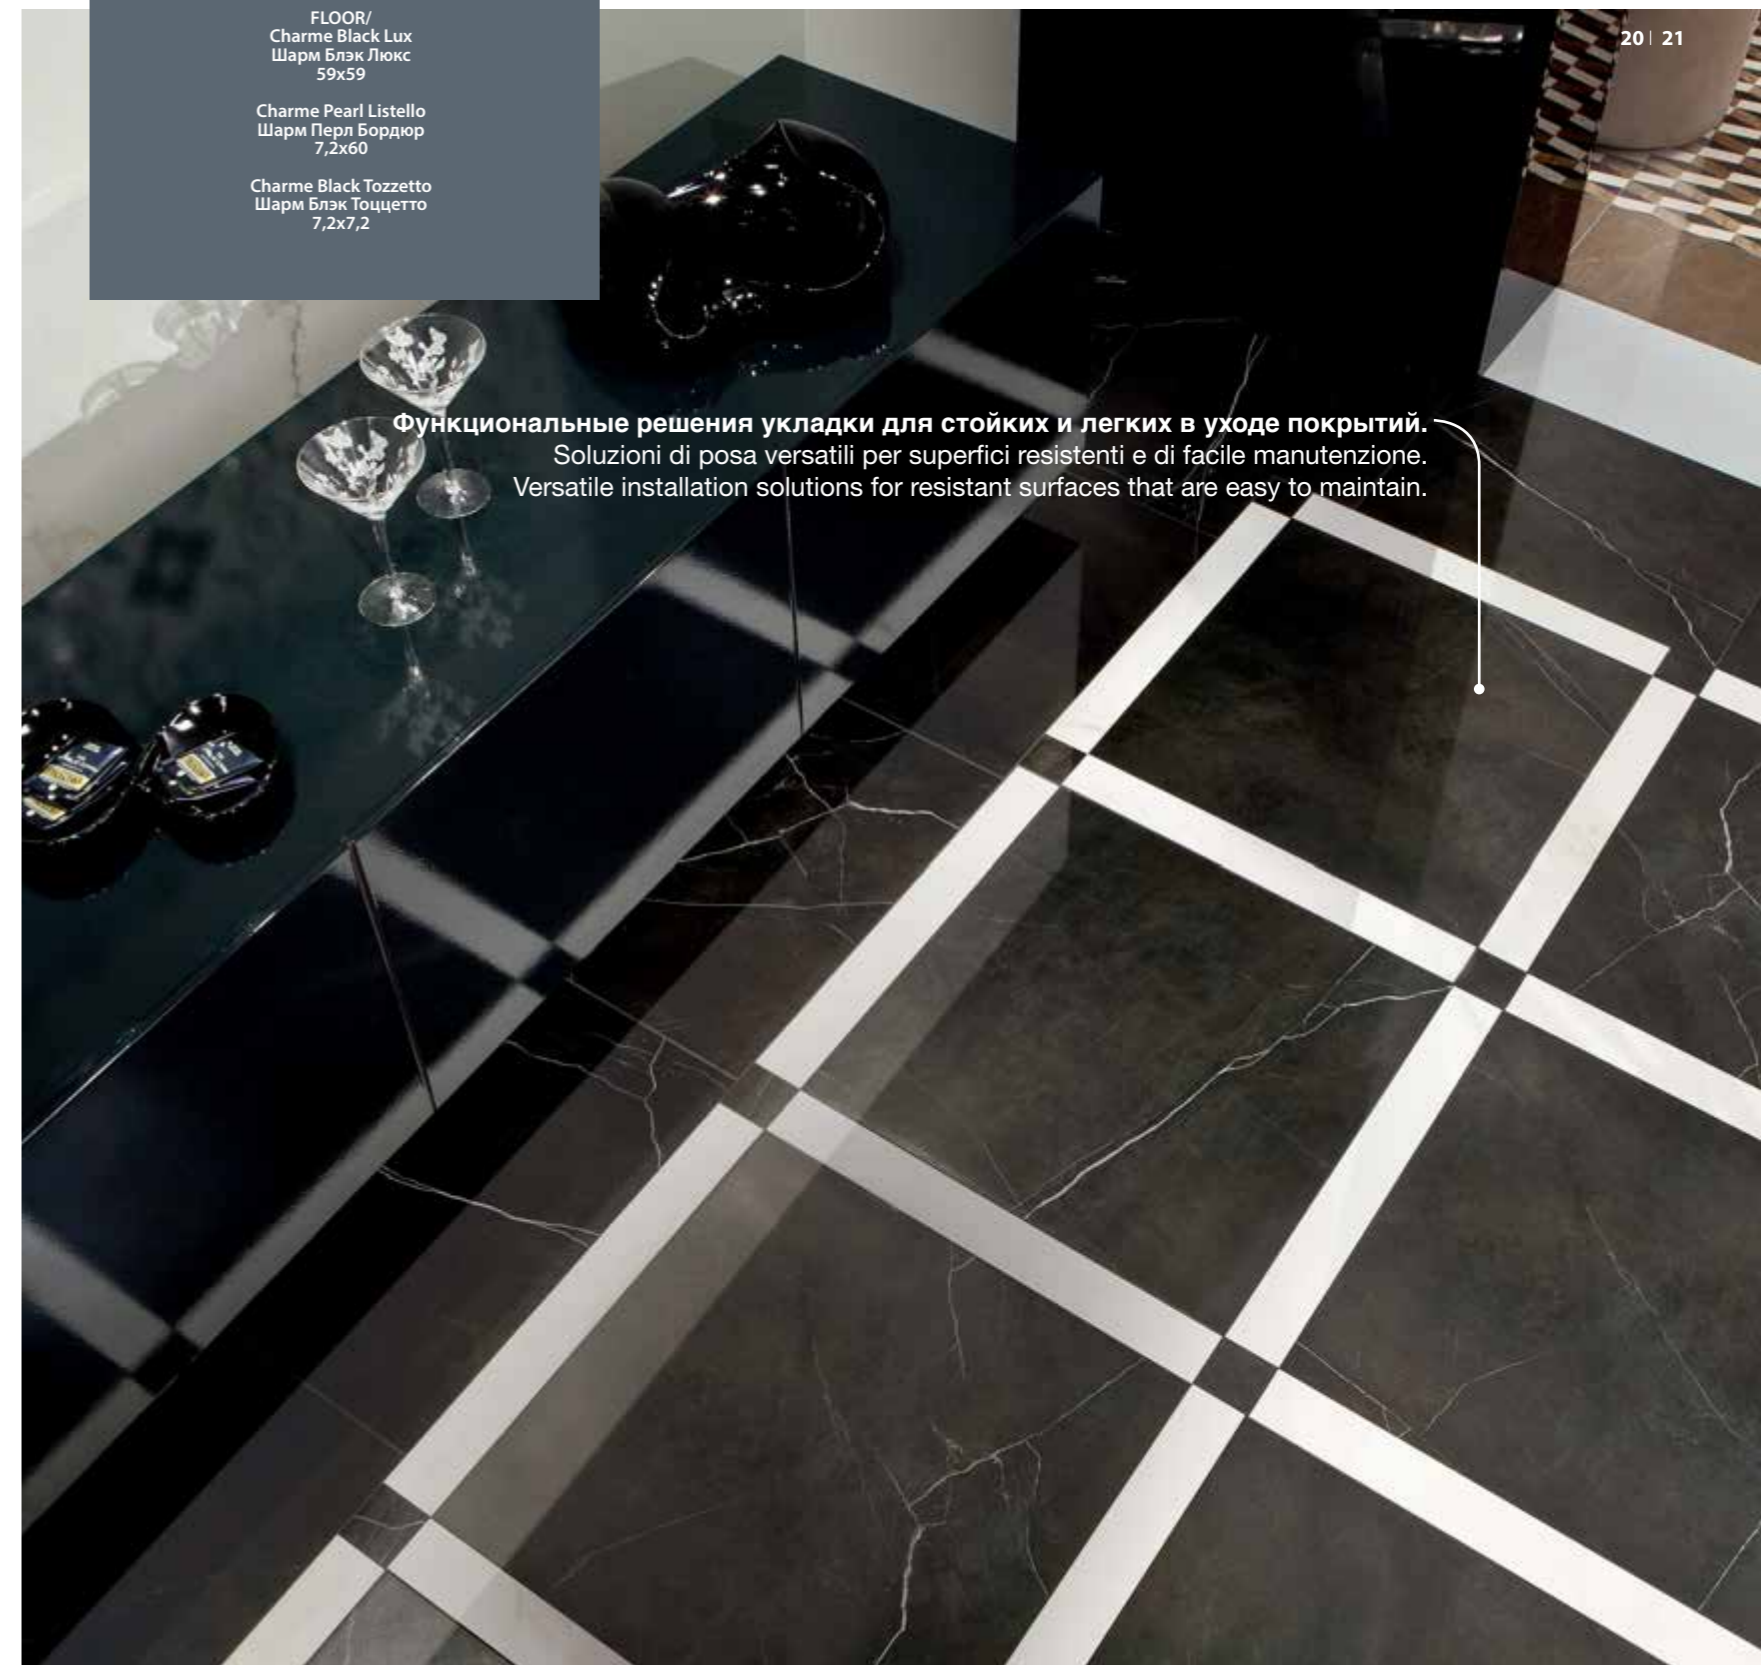 FLOOR/
Charme Black Lux
Шарм Блэк Люкс
59x59
Charme Pearl Listello
Шарм Перл Бордюр
7,2x60
Charme Black Tozzetto
Шарм Блэк Тоццетто
7,2x7,2
20 | 21
Функциональные решения укладки для стойких и легких в уходе покрытий.
Soluzioni di posa versatili per superfici resistenti e di facile manutenzione.
Versatile installation solutions for resistant surfaces that are easy to maintain.